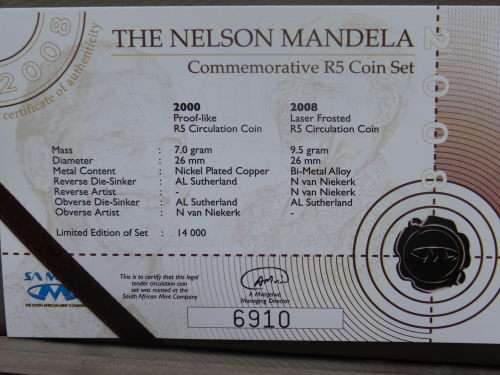 2008
certificate of authenticity
THE NELSON MANDELA
Commemorative R5 Coin Set
2008
2000 2008
Proof-like Laser Frosted
R5 Circulation Coin R5 Circulation Coin
Mass : 7.0 gram 9.5 gram
Diameter : 26 mm 26 mm
Metal Content : Nickel Plated Copper Bi-Metal Alloy
Reverse Die-Sinker : AL Sutherland N van Niekerk
Reverse Artist : - N van Niekerk
Obverse Die-Sinker : AL Sutherland AL Sutherland
Obverse Artist : N van Niekerk -
Limited Edition of Set : 14 000
SA M
This is to certify that this legal
tender circulation coin
set was minted at the
South African Mint Company
A Mangelwi,
Managing Director
6910